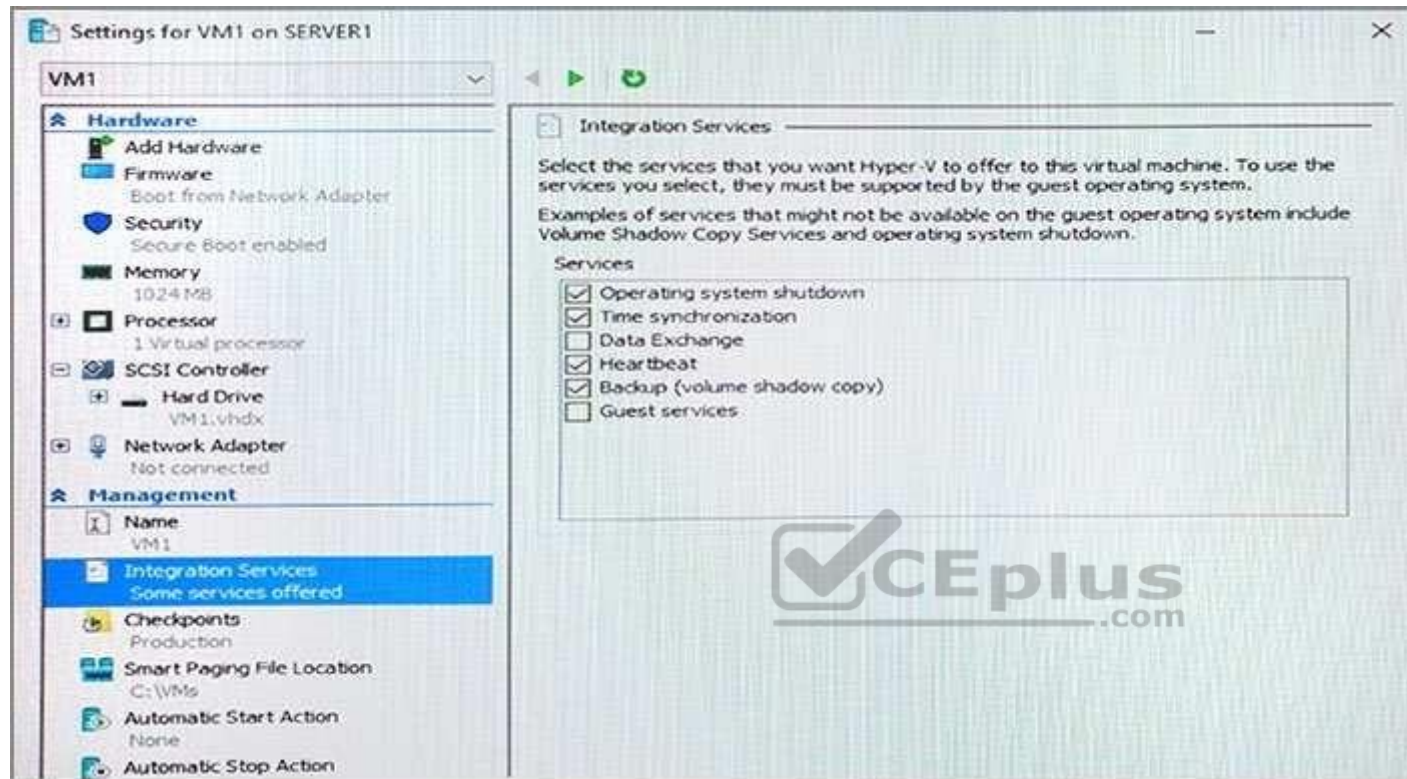 Settings for VM1 on SERVER1
VM1
Hardware
Add Hardware
Firmware
Boot from Network Adapter
Security
Secure Boot enabled
Memory
1024 MB
Processor
1 Virtual processor
SCSI Controller
Hard Drive
VM1.vhdx
Network Adapter
Not connected
Management
Name
VM1
Integration Services
Some services offered
Checkpoints
Production
Smart Paging File Location
C:\VMs
Automatic Start Action
None
Automatic Stop Action
Integration Services
Select the services that you want Hyper-V to offer to this virtual machine. To use the
services you select, they must be supported by the guest operating system.
Examples of services that might not be available on the guest operating system include
Volume Shadow Copy Services and operating system shutdown.
Services
Operating system shutdown
Time synchronization
Data Exchange
Heartbeat
Backup (volume shadow copy)
Guest services
CEplus
.com